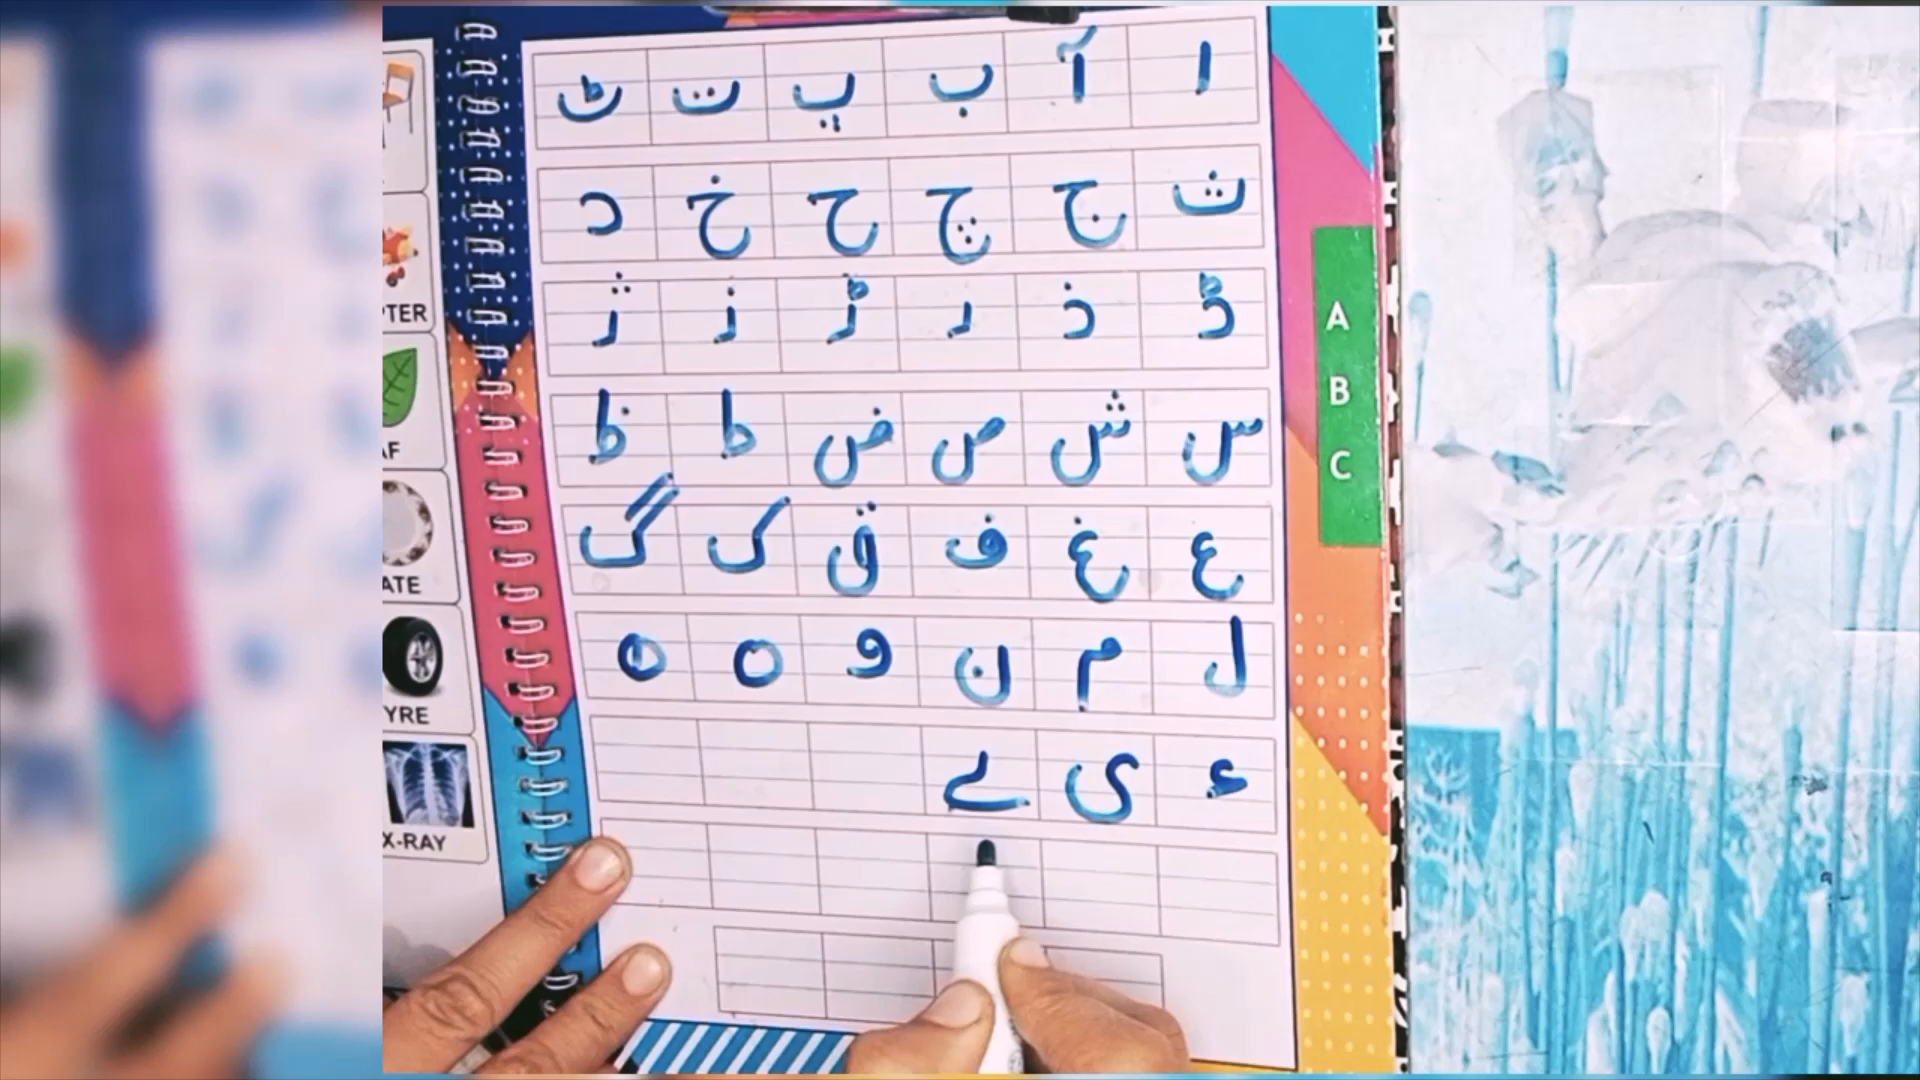 ا آ ب پ ت ٹ
ث ج چ ح خ د
ڈ ذ ر ڑ ز ژ
س ش ص ض ط ظ
ع غ ف ق ک گ
ل م ن و ہ ھ
ء ی ے
PTER
AF
ATE
YRE
X-RAY
A
B
C